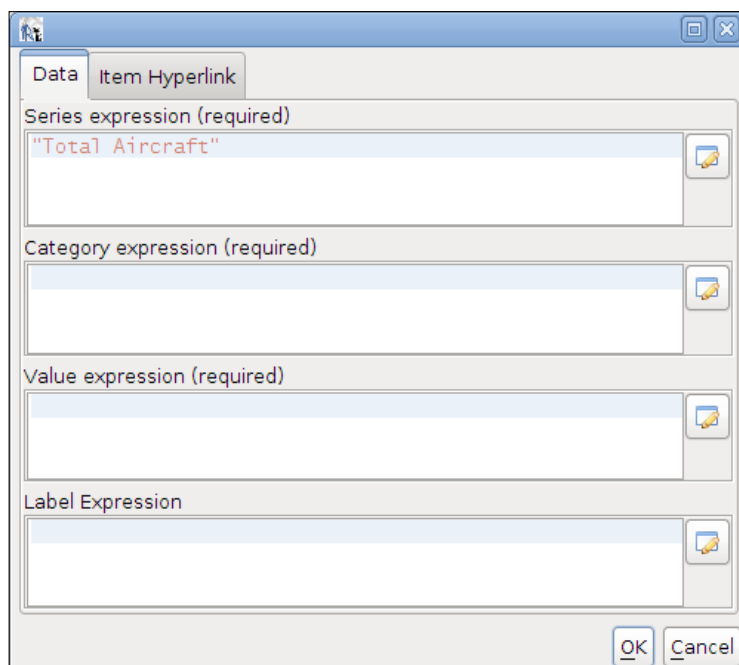 Data Item Hyperlink
Series expression (required)
"Total Aircraft"
Category expression (required)
Value expression (required)
Label Expression
OK Cancel